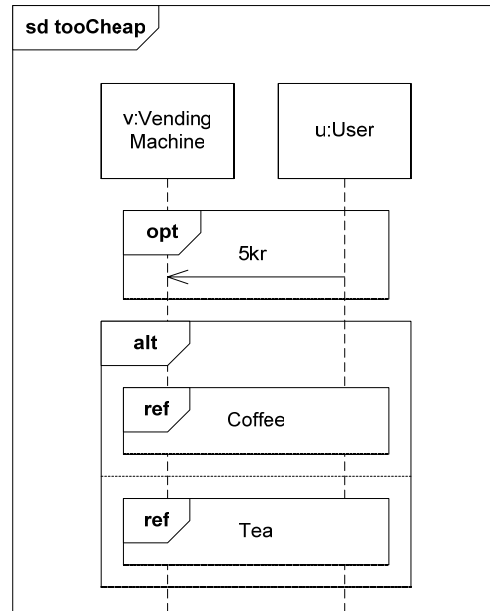 sd tooCheap
v:Vending
Machine
u:User
opt
5kr
alt
ref
Coffee
ref
Tea